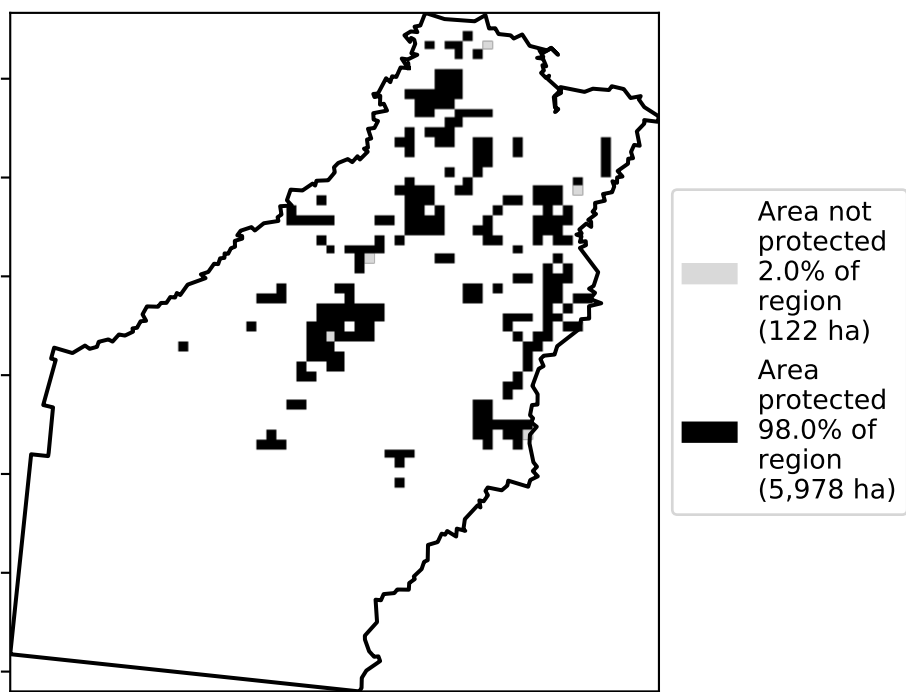 Area not
protected
2.0% of
region
(122 ha)
Area
protected
98.0% of
region
(5,978 ha)